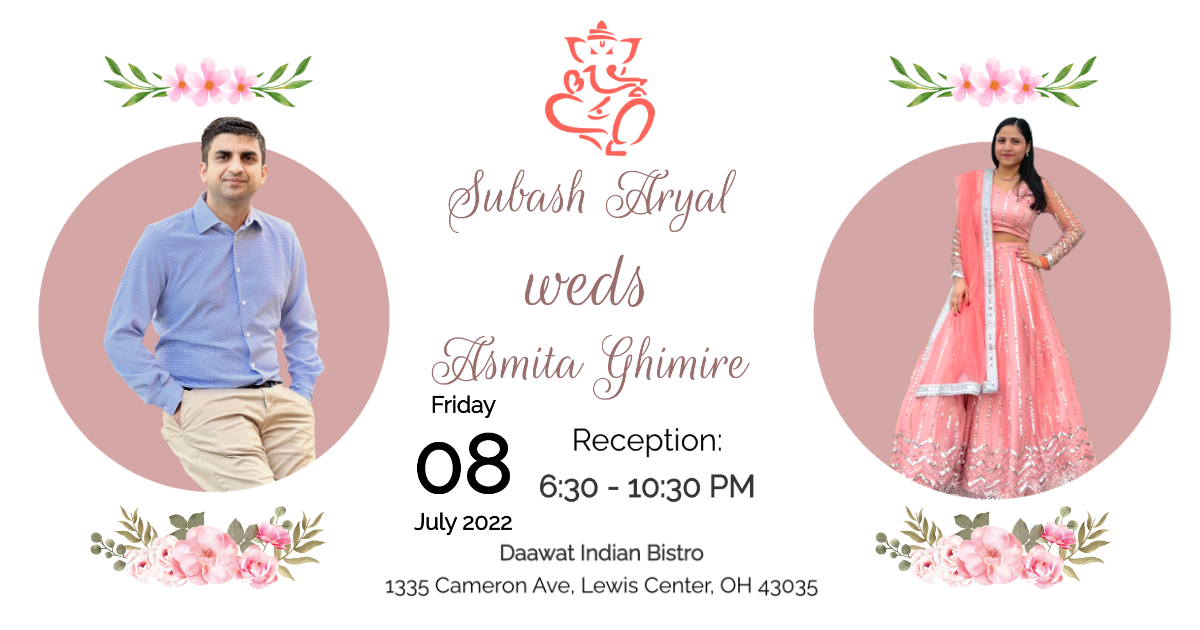 Subash Aryal
weds
Asmita Ghimire
Friday
08
July 2022
Reception:
6:30 - 10:30 PM
Daawat Indian Bistro
1335 Cameron Ave, Lewis Center, OH 43035